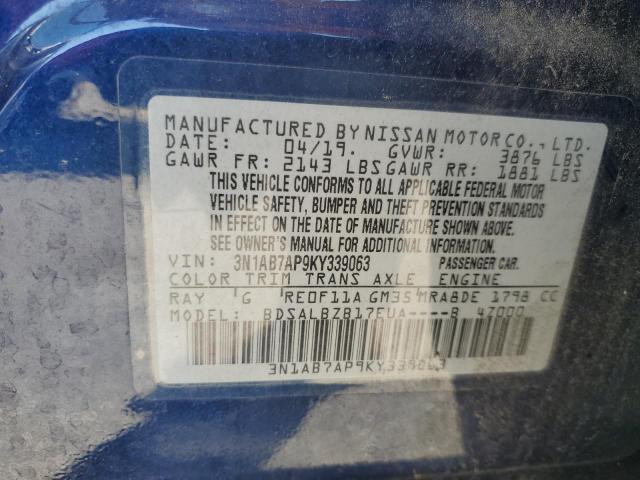 MANUFACTURED BY NISSAN MOTOR CO., LTD.
DATE: 04/19. GVWR: 3876 LBS
GAWR FR: 2143 LBS GAWR RR: 1881 LBS
THIS VEHICLE CONFORMS TO ALL APPLICABLE FEDERAL MOTOR
VEHICLE SAFETY, BUMPER AND THEFT PREVENTION STANDARDS
IN EFFECT ON THE DATE OF MANUFACTURE SHOWN ABOVE.
SEE OWNER'S MANUAL FOR ADDITIONAL INFORMATION.
VIN: 3N1AB7AP9KY339063 PASSENGER CAR.
COLOR TRIM TRANS AXLE ENGINE
RAY G RE0F11A GM35 MRA8DE 1798 CC
MODEL: BDSALBZB17EUA----B 4Z000
3N1AB7AP9KY339063